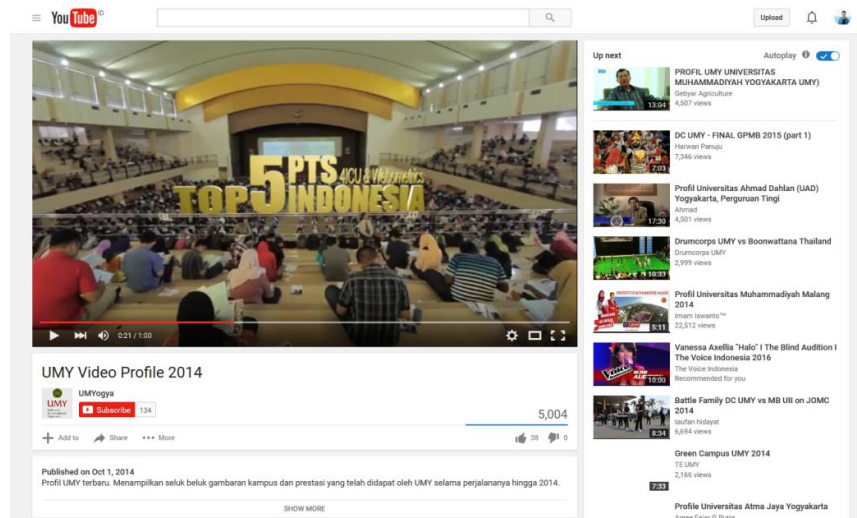 YouTube ID
Upload
TOP 5 PTS 4ICU & Webometrics
INDONESIA
0:21 / 1:00
UMY Video Profile 2014
UMY
UMYogya
Subscribe 134
5,004
Add to Share More
38 0
Published on Oct 1, 2014
Profil UMY terbaru. Menampilkan seluk beluk gambaran kampus dan prestasi yang telah didapat oleh UMY selama perjalananya hingga 2014.
SHOW MORE
Up next Autoplay
PROFIL UMY UNIVERSITAS
MUHAMMADIYAH YOGYAKARTA UMY)
Gebyar Agriculture
4,507 views
13:04
DC UMY - FINAL GPMB 2015 (part 1)
Herwan Panuju
7,346 views
7:03
Profil Universitas Ahmad Dahlan (UAD)
Yogyakarta, Perguruan Tingi
Ahmad
4,501 views
17:30
Drumcorps UMY vs Boonwattana Thailand
Drumcorps UMY
2,999 views
10:33
Profil Universitas Muhammadiyah Malang
2014
Imam Iswanto™
22,512 views
5:11
Vanessa Axellia "Halo" I The Blind Audition I
The Voice Indonesia 2016
The Voice Indonesia
Recommended for you
10:00
Battle Family DC UMY vs MB UII on JOMC
2014
taufan hidayat
6,694 views
8:34
Green Campus UMY 2014
TE UMY
2,166 views
7:33
Profile Universitas Atma Jaya Yogyakarta